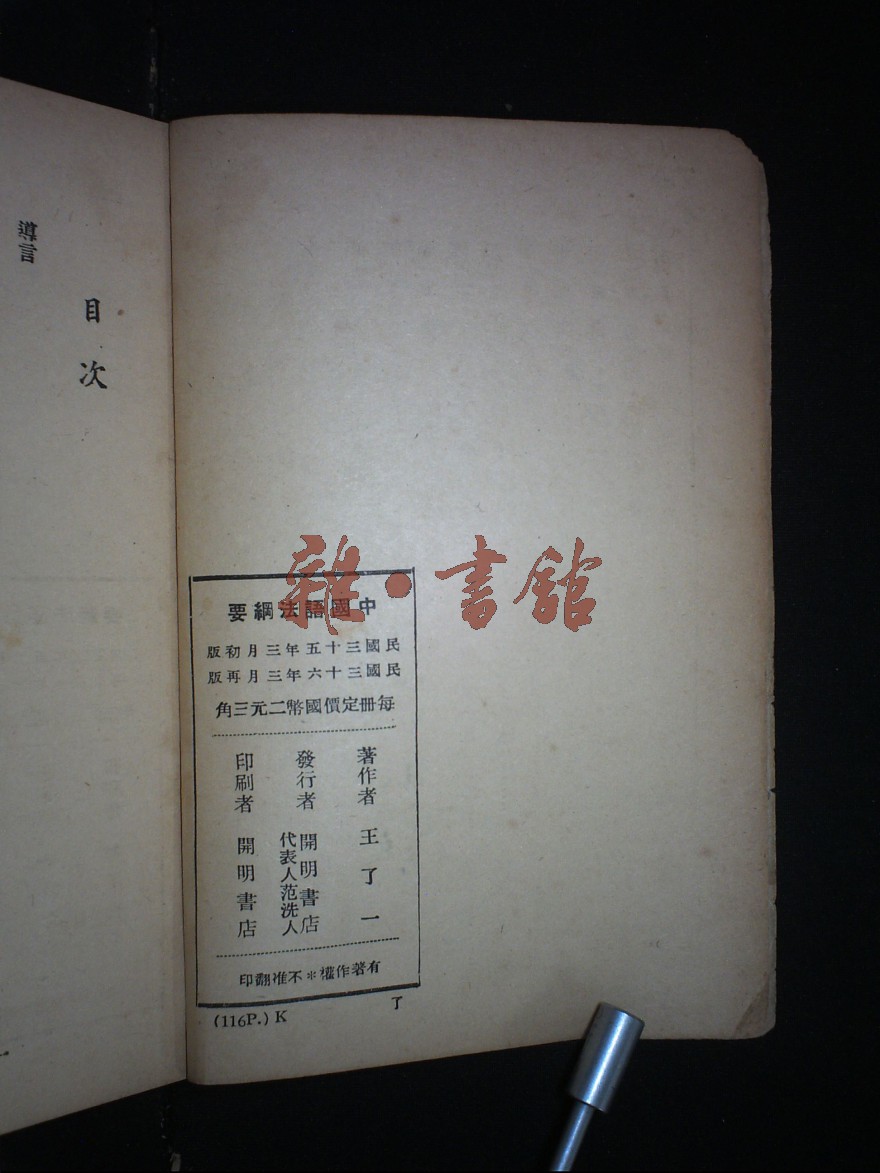 雜·書館
中國語法綱要
民國三十五年三月初版
民國三十六年三月再版
每冊定價國幣二元三角
著作者 王了一
發行者 開明書店
代表人范洗人
印刷者 開明書店
有著作權＊不准翻印
(116P.) K
了
目次
導言